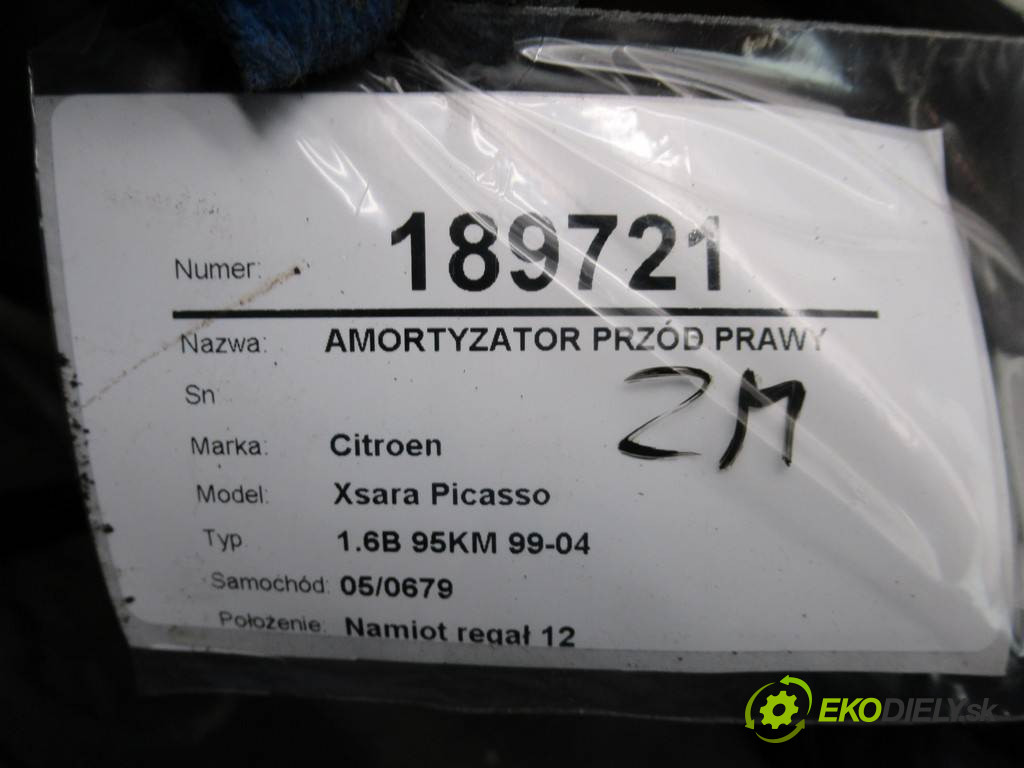 Numer: 189721
Nazwa: AMORTYZATOR PRZÓD PRAWY
Sn
ZM
Marka: Citroen
Model: Xsara Picasso
Typ 1.6B 95KM 99-04
Samochód: 05/0679
Położenie: Namiot regał 12
EKODIELY.sk